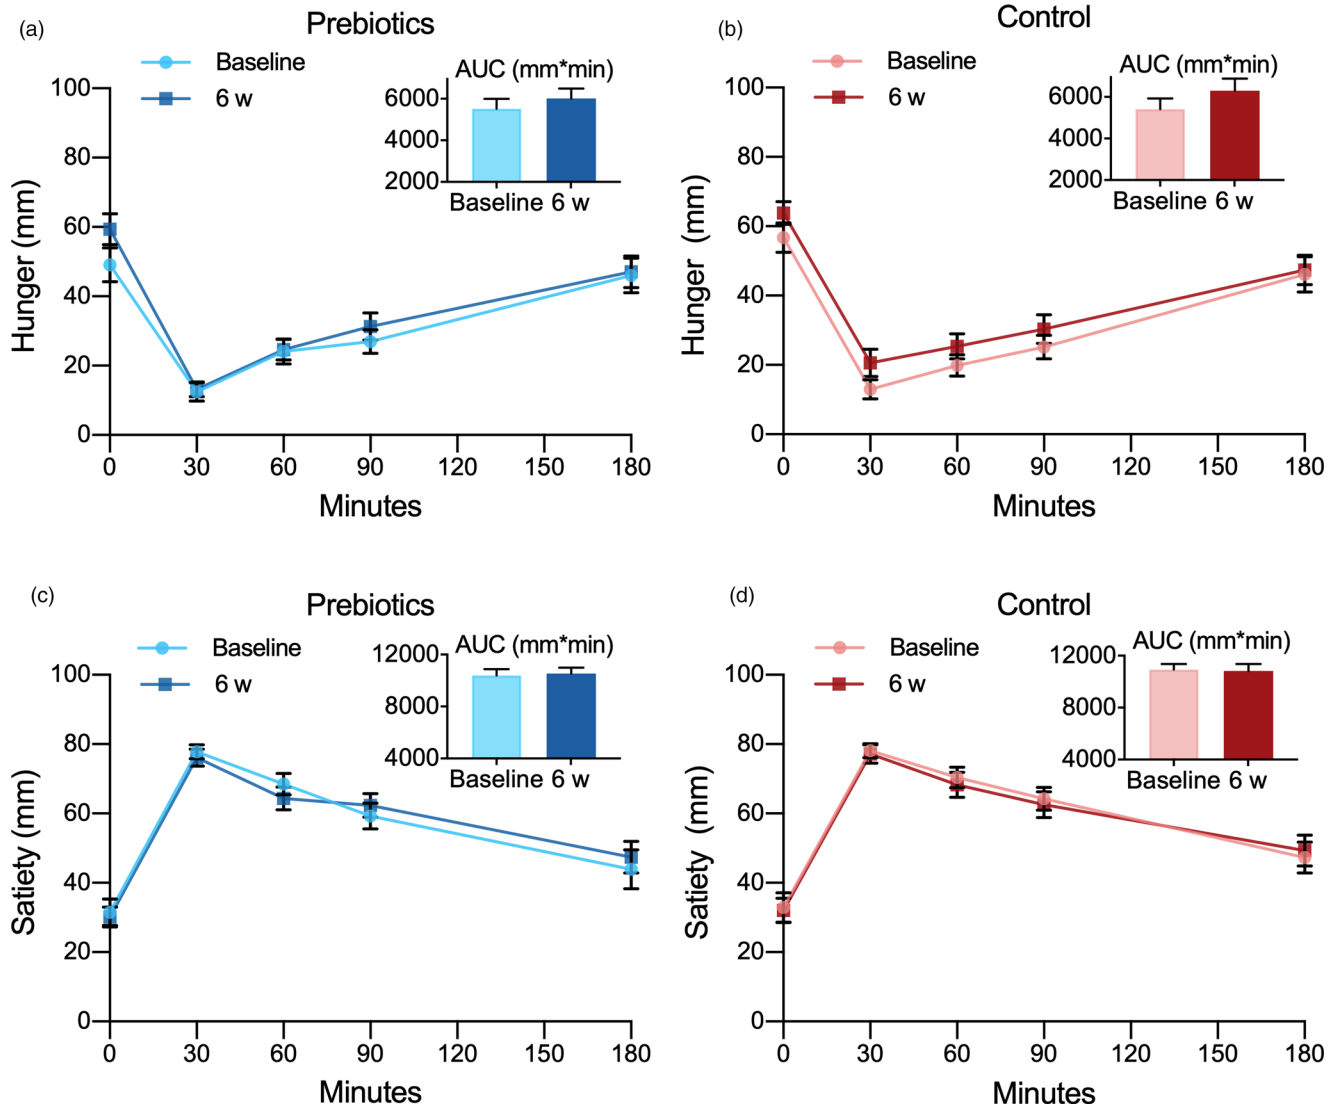 (a)
Prebiotics
Baseline
6 w
AUC (mm*min)
6000
4000
2000
Baseline 6 w
100
80
60
40
20
0
Hunger (mm)
0 30 60 90 120 150 180
Minutes
(b)
Control
Baseline
6 w
AUC (mm*min)
6000
4000
2000
Baseline 6 w
100
80
60
40
20
0
Hunger (mm)
0 30 60 90 120 150 180
Minutes
(c)
Prebiotics
Baseline
6 w
AUC (mm*min)
12000
8000
4000
Baseline 6 w
100
80
60
40
20
0
Satiety (mm)
0 30 60 90 120 150 180
Minutes
(d)
Control
Baseline
6 w
AUC (mm*min)
12000
8000
4000
Baseline 6 w
100
80
60
40
20
0
Satiety (mm)
0 30 60 90 120 150 180
Minutes